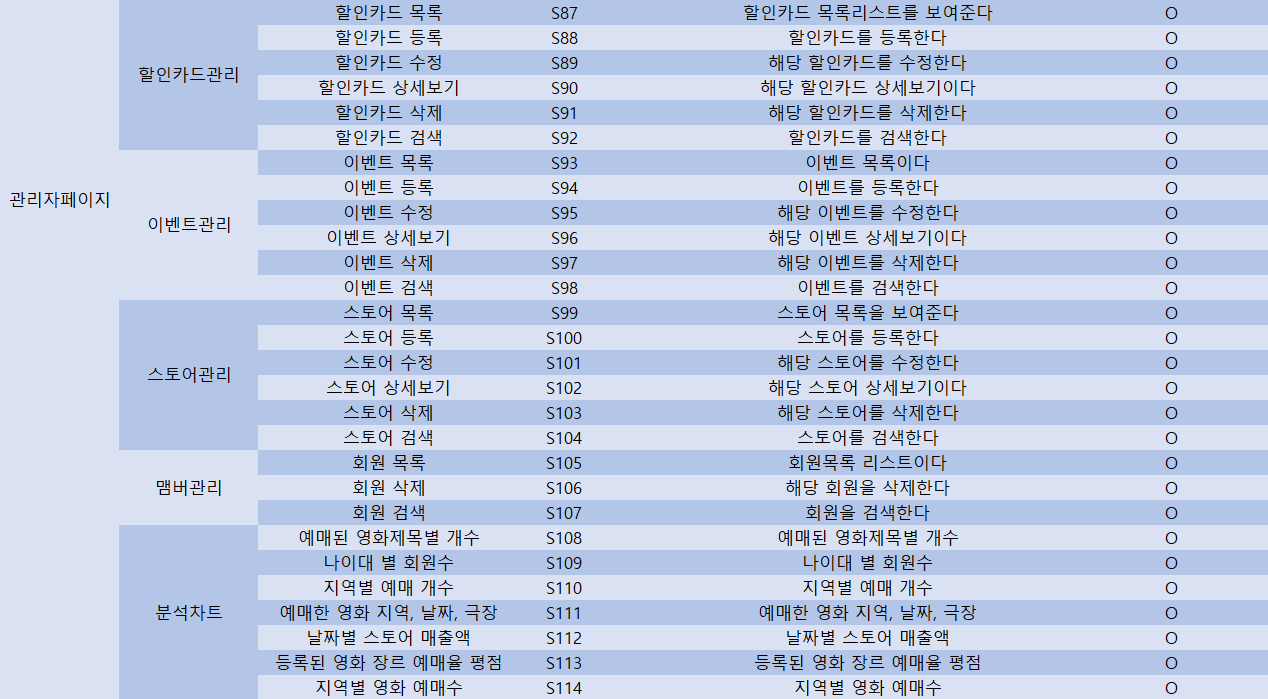 할인카드 목록 S87 할인카드 목록리스트를 보여준다 O
할인카드 등록 S88 할인카드를 등록한다 O
할인카드 수정 S89 해당 할인카드를 수정한다 O
할인카드관리
할인카드 상세보기 S90 해당 할인카드 상세보기이다 O
할인카드 삭제 S91 해당 할인카드를 삭제한다 O
할인카드 검색 S92 할인카드를 검색한다 O
이벤트 목록 S93 이벤트 목록이다 O
이벤트 등록 S94 이벤트를 등록한다 O
관리자페이지
이벤트 수정 S95 해당 이벤트를 수정한다 O
이벤트관리
이벤트 상세보기 S96 해당 이벤트 상세보기이다 O
이벤트 삭제 S97 해당 이벤트를 삭제한다 O
이벤트 검색 S98 이벤트를 검색한다 O
스토어 목록 S99 스토어 목록을 보여준다 O
스토어 등록 S100 스토어를 등록한다 O
스토어 수정 S101 해당 스토어를 수정한다 O
스토어관리
스토어 상세보기 S102 해당 스토어 상세보기이다 O
스토어 삭제 S103 해당 스토어를 삭제한다 O
스토어 검색 S104 스토어를 검색한다 O
회원 목록 S105 회원목록 리스트이다 O
맴버관리 회원 삭제 S106 해당 회원을 삭제한다 O
회원 검색 S107 회원을 검색한다 O
예매된 영화제목별 개수 S108 예매된 영화제목별 개수 O
나이대 별 회원수 S109 나이대 별 회원수 O
지역별 예매 개수 S110 지역별 예매 개수 O
분석차트 예매한 영화 지역, 날짜, 극장 S111 예매한 영화 지역, 날짜, 극장 O
날짜별 스토어 매출액 S112 날짜별 스토어 매출액 O
등록된 영화 장르 예매율 평점 S113 등록된 영화 장르 예매율 평점 O
지역별 영화 예매수 S114 지역별 영화 예매수 O